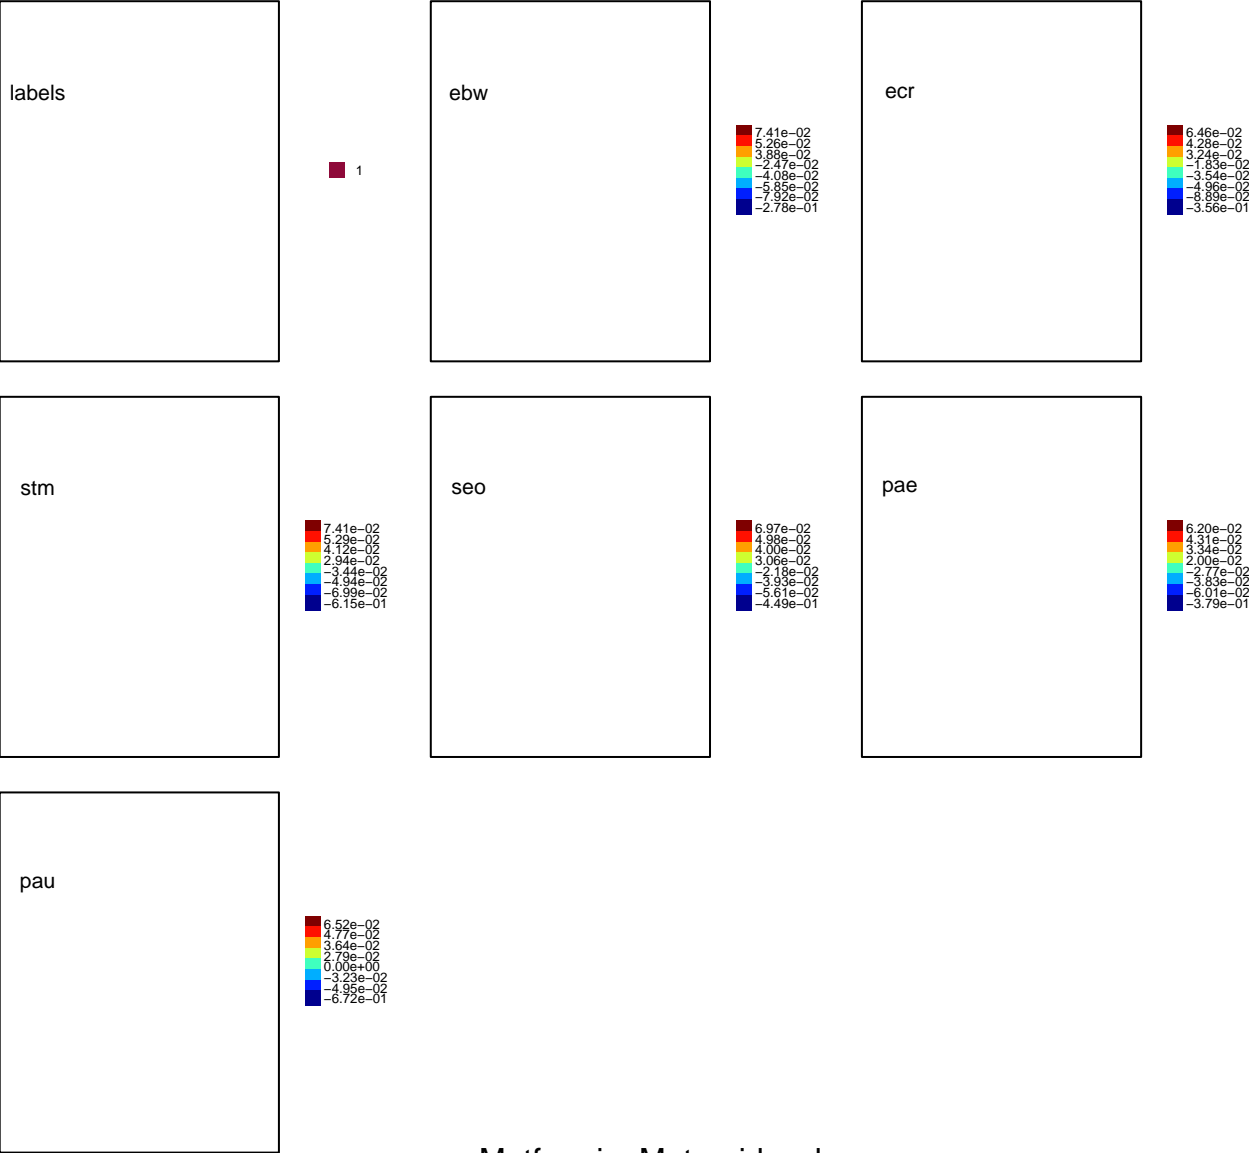 labels
1
ebw
7.41e−02
5.26e−02
3.88e−02
−2.47e−02
−4.08e−02
−5.85e−02
−7.92e−02
−2.78e−01
ecr
6.46e−02
4.28e−02
3.24e−02
−1.83e−02
−3.54e−02
−4.96e−02
−8.89e−02
−3.56e−01
stm
7.41e−02
5.29e−02
4.12e−02
2.94e−02
−3.44e−02
−4.94e−02
−6.99e−02
−6.15e−01
seo
6.97e−02
4.98e−02
4.00e−02
3.06e−02
−2.18e−02
−3.93e−02
−5.61e−02
−4.49e−01
pae
6.20e−02
4.31e−02
3.34e−02
2.00e−02
−2.77e−02
−3.83e−02
−6.01e−02
−3.79e−01
pau
6.52e−02
4.77e−02
3.64e−02
2.79e−02
0.00e+00
−3.23e−02
−4.95e−02
−6.72e−01